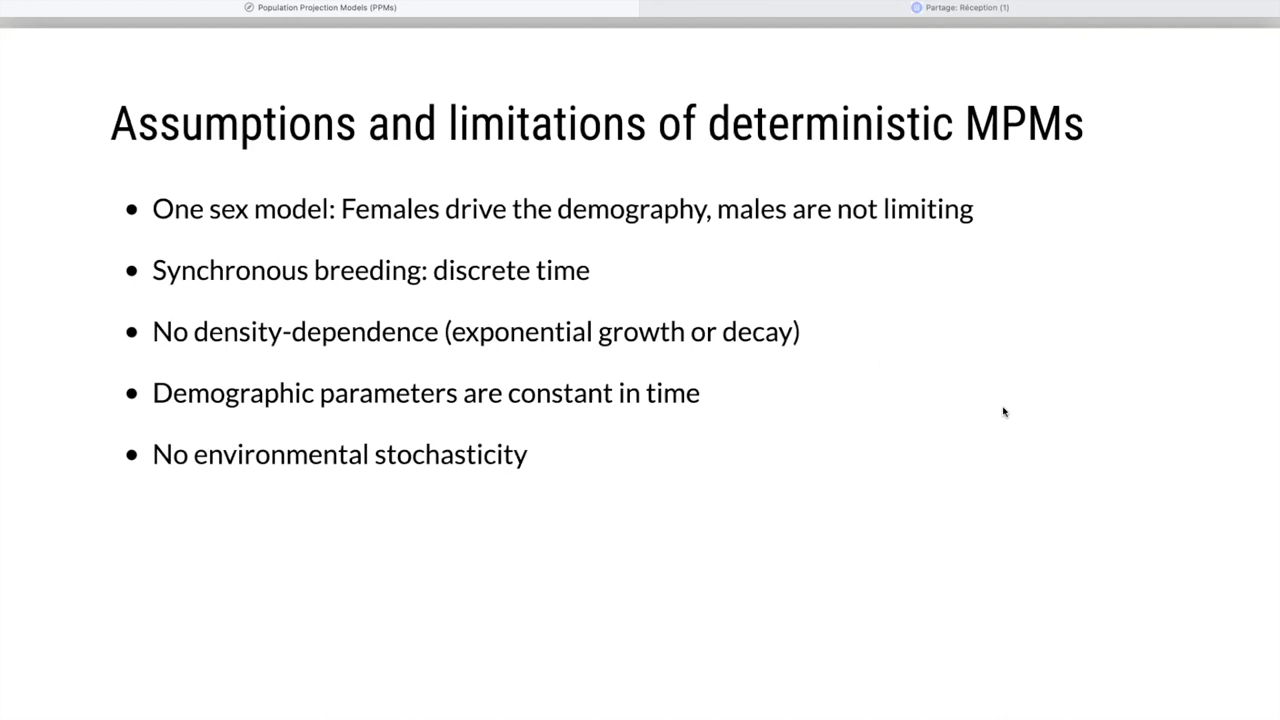 Population Projection Models (PPMs)
Partage: Réception (1)
Assumptions and limitations of deterministic MPMs
• One sex model: Females drive the demography, males are not limiting
• Synchronous breeding: discrete time
• No density-dependence (exponential growth or decay)
• Demographic parameters are constant in time
• No environmental stochasticity